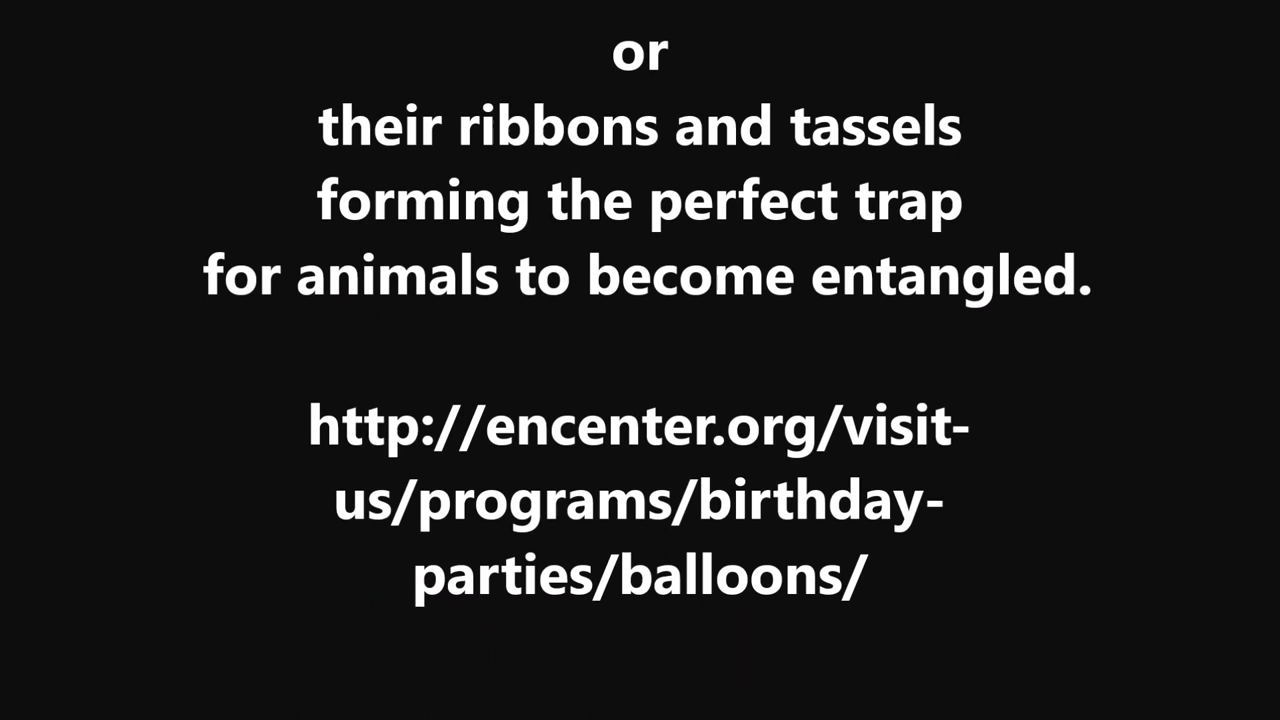 or
their ribbons and tassels
forming the perfect trap
for animals to become entangled.
http://encenter.org/visit-
us/programs/birthday-
parties/balloons/